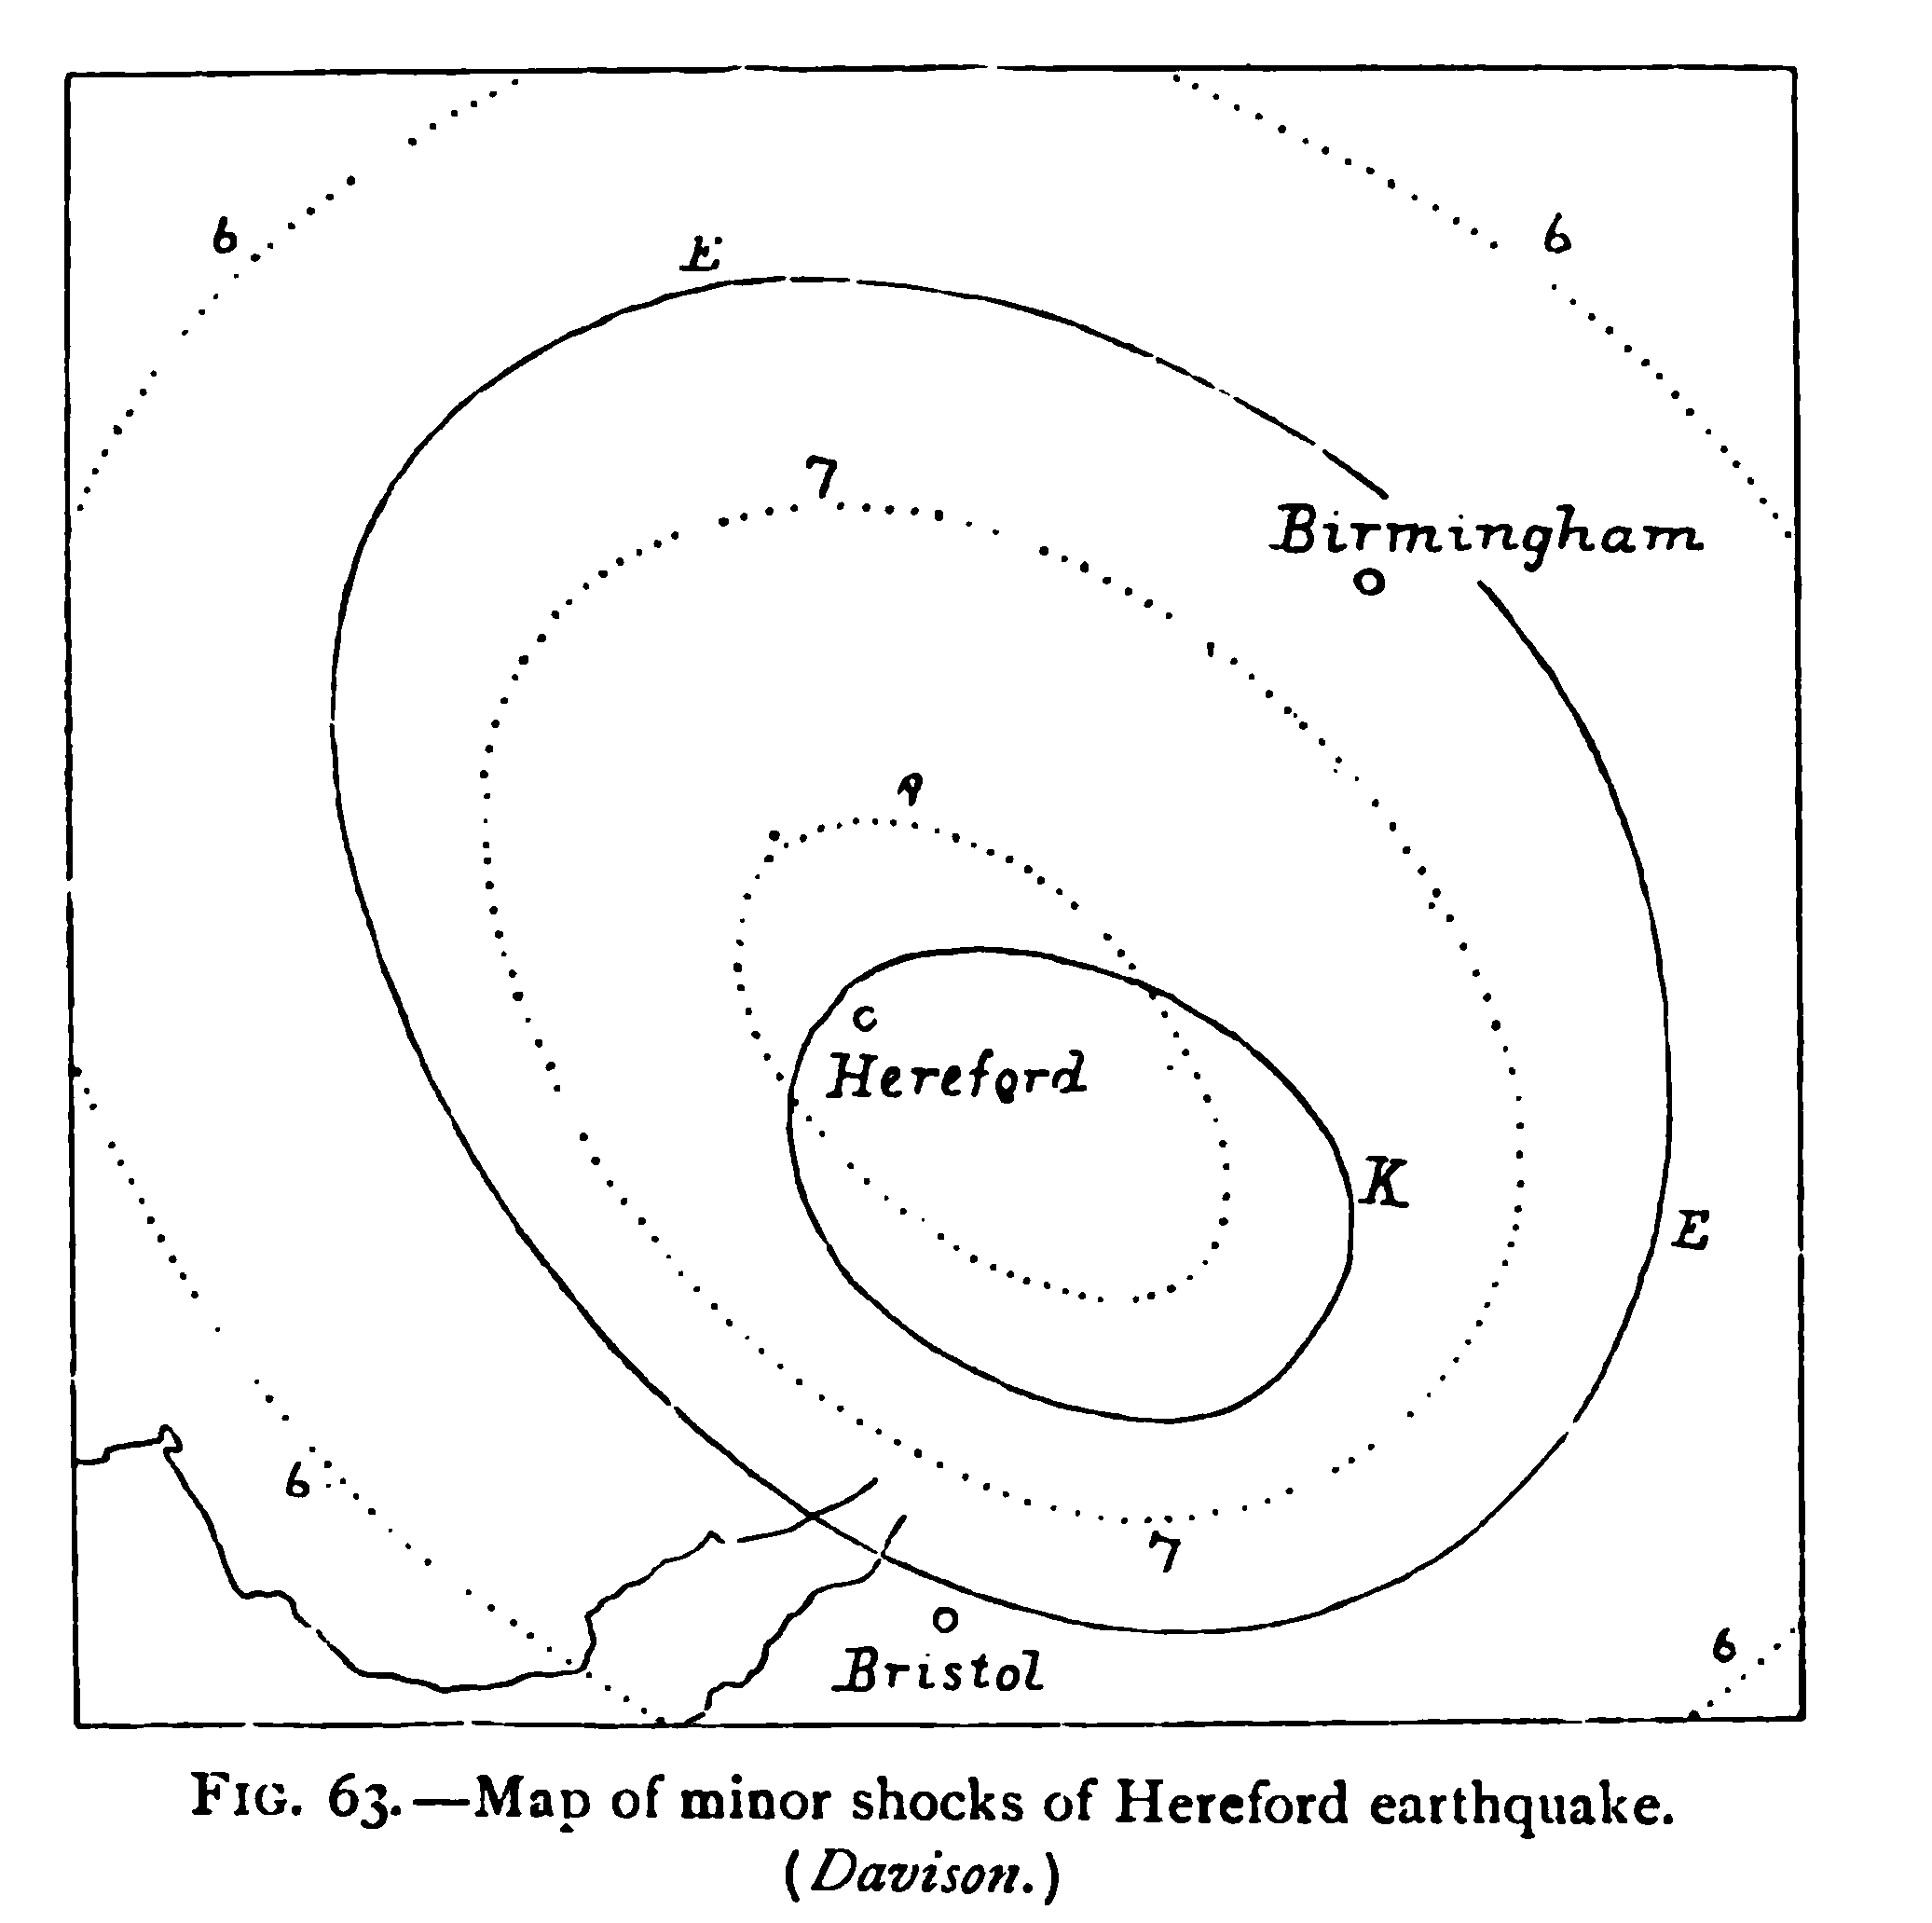 6
6
E
7
Birmingham
Hereford
K
E
6
7
6
Bristol
FIG. 63.—Map of minor shocks of Hereford earthquake.
(Davison.)